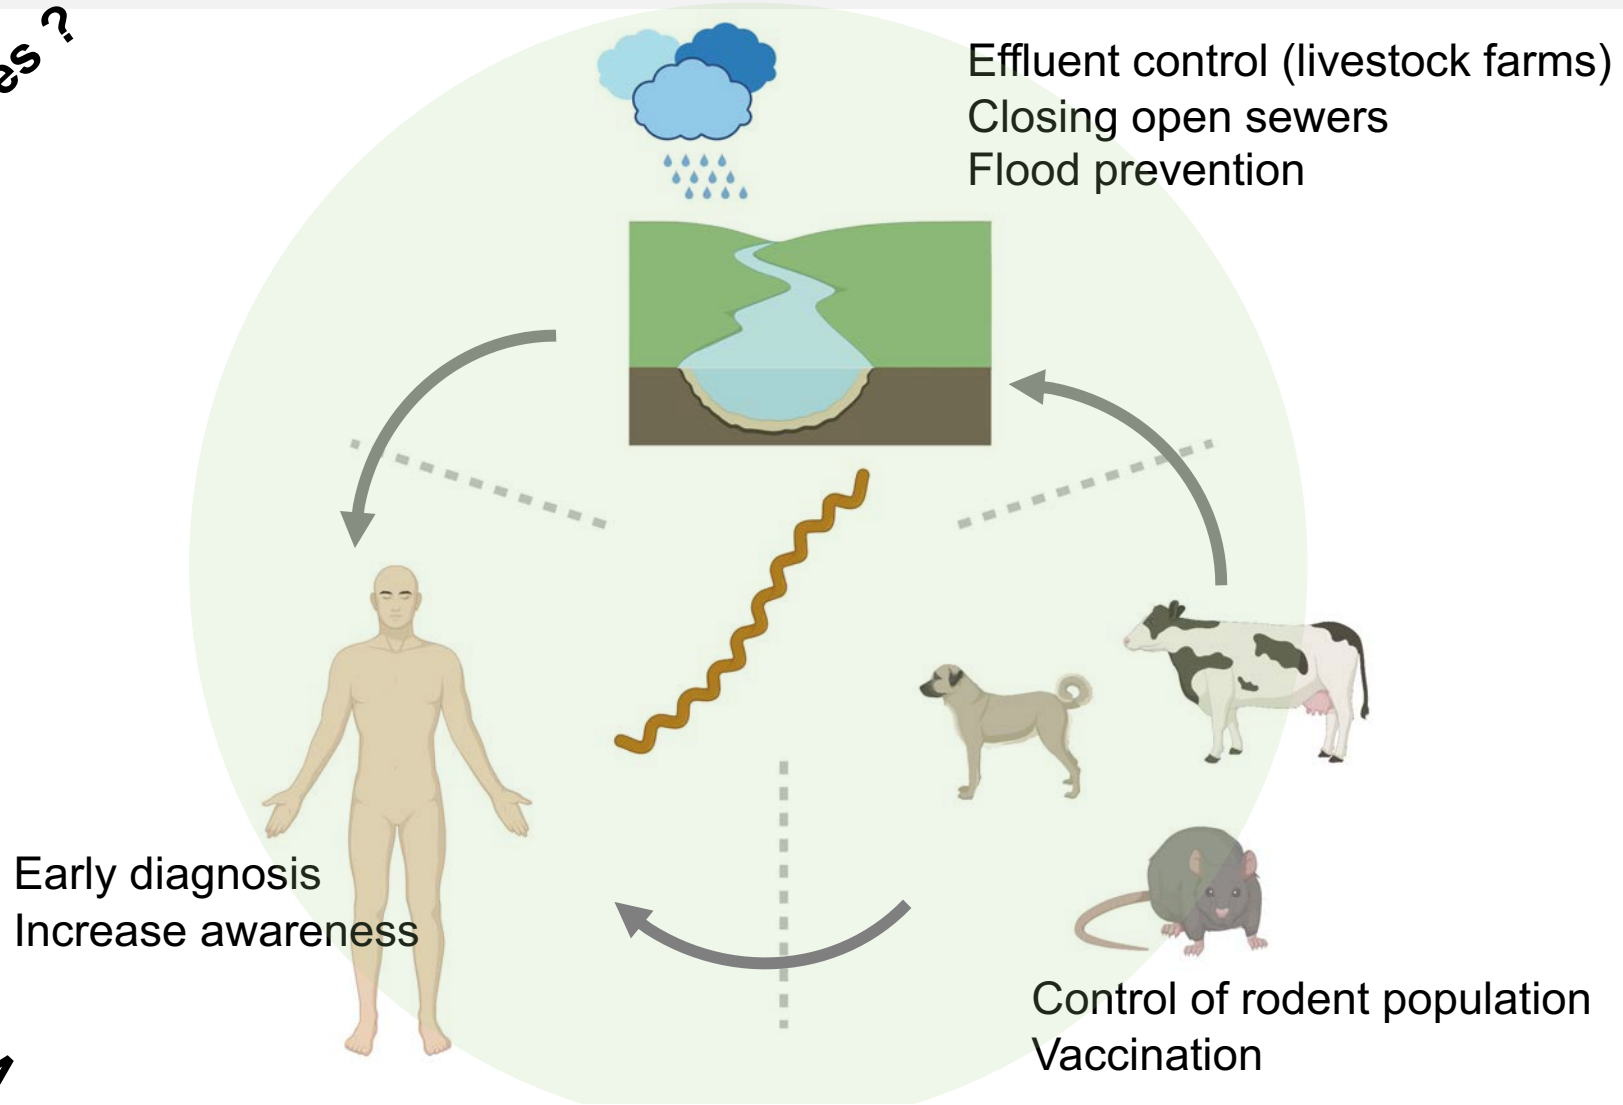 Effluent control (livestock farms)
Closing open sewers
Flood prevention
Early diagnosis
Increase awareness
Control of rodent population
Vaccination